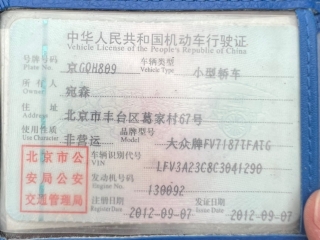 中华人民共和国机动车行驶证
Vehicle License of the People's Republic of China
号牌号码 京GQH809 车辆类型 小型轿车
Plate No. Vehicle Type
所有人 宛森
Owner
住址 北京市丰台区葛家村67号
Address
使用性质 非营运 品牌型号 大众牌FV7187TFATG
Use Character Model
北京市公
安局公安
交通管理局
车辆识别代号 LFV3A23C8C3041290
VIN
发动机号码 130092
Engine No.
注册日期 2012-09-07 发证日期 2012-09-07
Register Date Issue Date